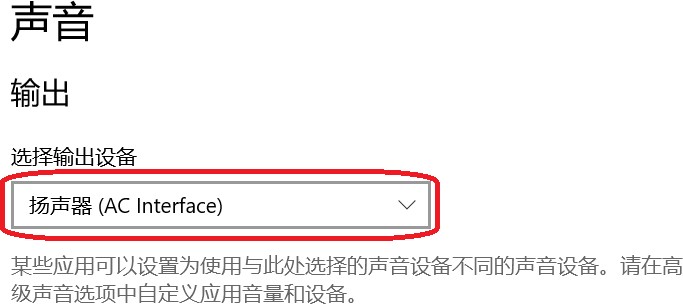 声音
输出
选择输出设备
扬声器 (AC Interface)
某些应用可以设置为使用与此处选择的声音设备不同的声音设备。请在高
级声音选项中自定义应用音量和设备。